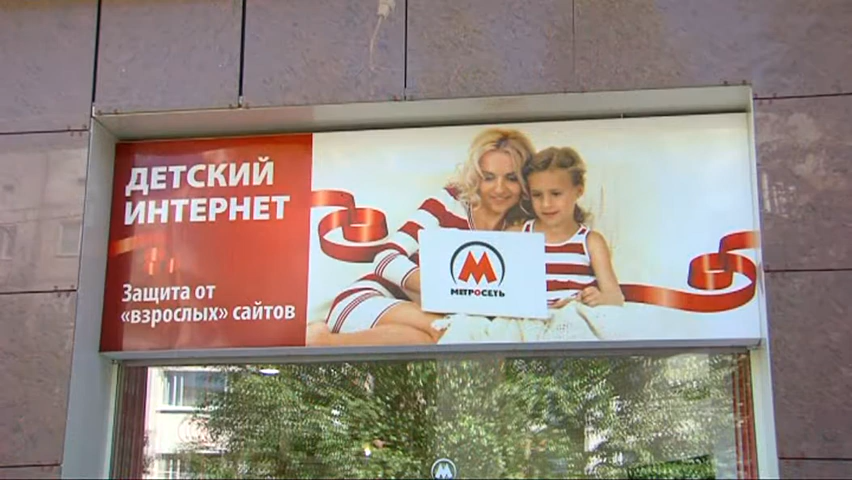 ДЕТСКИЙ
ИНТЕРНЕТ
Защита от
«взрослых» сайтов
М
МЕТРОСЕТЬ
М